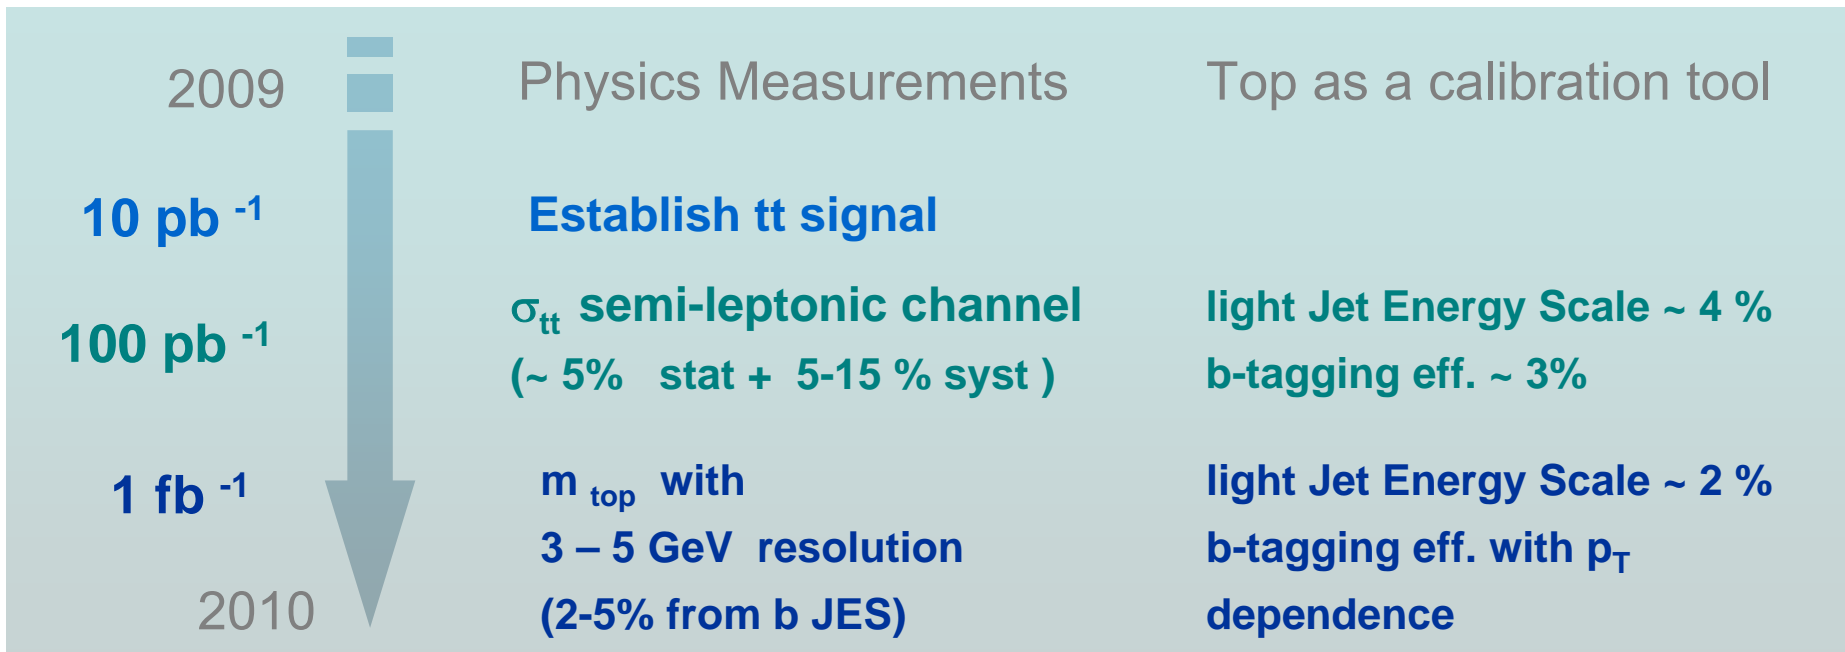 2009 Physics Measurements Top as a calibration tool
10 pb -1 Establish tt signal
σtt semi-leptonic channel light Jet Energy Scale ~ 4 %
100 pb -1
(~ 5% stat + 5-15 % syst ) b-tagging eff. ~ 3%
1 fb -1 m top with light Jet Energy Scale ~ 2 %
3 – 5 GeV resolution b-tagging eff. with pT
2010 (2-5% from b JES) dependence